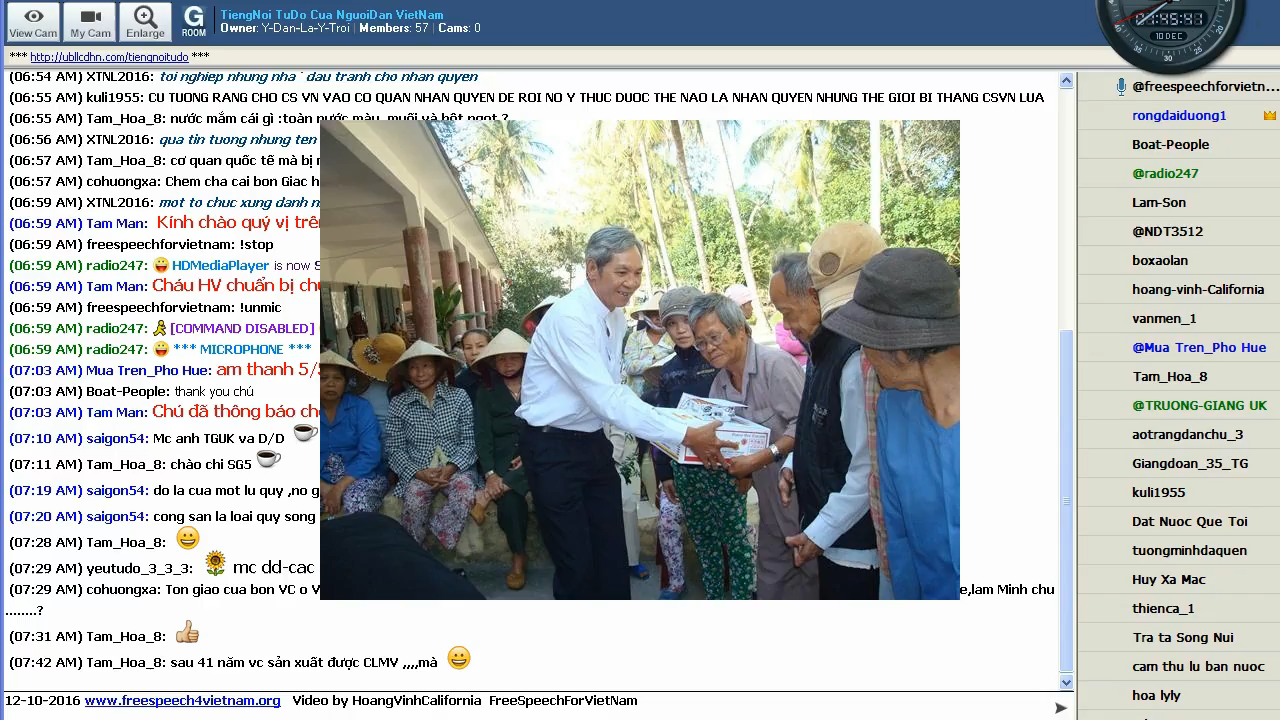 View Cam
My Cam
Enlarge
G
ROOM
TiengNoi TuDo Cua NguoiDan VietNam
Owner: Y-Dan-La-Y-Troi | Members: 57 | Cams: 0
*** http://ubllcdhn.com/tiengnoitudo ***
10 DEC
(06:54 AM) XTNL2016: toi nghiep nhung nha ` dau tranh cho nhan quyen
(06:55 AM) kuli1955: CU TUONG RANG CHO CS VN VAO CO QUAN NHAN QUYEN DE ROI NO Y THUC DUOC THE NAO LA NHAN QUYEN NHUNG THE GIOI BI THANG CSVN LUA
(06:55 AM) Tam_Hoa_8: nước mắm cái gì :toàn nước màu, muối và bột ngọt ?
(06:56 AM) XTNL2016: qua tin tuong nhung ten
(06:57 AM) Tam_Hoa_8: cơ quan quốc tế mà bị
(06:57 AM) cohuongxa: Chem cha cai bon Giac h
(06:59 AM) XTNL2016: mot to chuc xung danh
(06:59 AM) Tam Man: Kính chào quý vị trên
(06:59 AM) freespeechforvietnam: !stop
(06:59 AM) radio247: HDMediaPlayer is now S
(06:59 AM) Tam Man: Cháu HV chuẩn bị
(06:59 AM) freespeechforvietnam: !unmic
(06:59 AM) radio247: [COMMAND DISABLED]
(06:59 AM) radio247: *** MICROPHONE ***
(07:03 AM) Mua Tren_Pho Hue: am thanh 5/5
(07:03 AM) Boat-People: thank you chú
(07:03 AM) Tam Man: Chú đã thông báo
(07:10 AM) saigon54: Mc anh TGUK va D/D
(07:11 AM) Tam_Hoa_8: chào chi SG5
(07:19 AM) saigon54: do la cua mot lu quy ,no g
(07:20 AM) saigon54: cong san la loai quy song
(07:28 AM) Tam_Hoa_8:
(07:29 AM) yeutudo_3_3_3: mc dd-cac
(07:29 AM) cohuongxa: Ton giao cua bon VC o V e,lam Minh chu
........?
(07:31 AM) Tam_Hoa_8:
(07:42 AM) Tam_Hoa_8: sau 41 năm vc sản xuất được CLMV ,,,,mà
12-10-2016 www.freespeech4vietnam.org Video by HoangVinhCalifornia FreeSpeechForVietNam
@freespeechforvietn...
rongdaiduong1
Boat-People
@radio247
Lam-Son
@NDT3512
boxaolan
hoang-vinh-California
vanmen_1
@Mua Tren_Pho Hue
Tam_Hoa_8
@TRUONG-GIANG UK
aotrangdanchu_3
Giangdoan_35_TG
kuli1955
Dat Nuoc Que Toi
tuongminhdaquen
Huy Xa Mac
thienca_1
Tra ta Song Nui
cam thu lu ban nuoc
hoa lyly